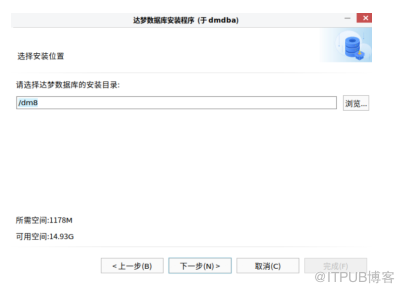 达梦数据库安装程序 (于 dmdba)
选择安装位置
请选择达梦数据库的安装目录:
/dm8
浏览...
所需空间:1178M
可用空间:14.93G
<上一步(B)
下一步(N)>
取消(C)
完成(F)
@ITPUB博客